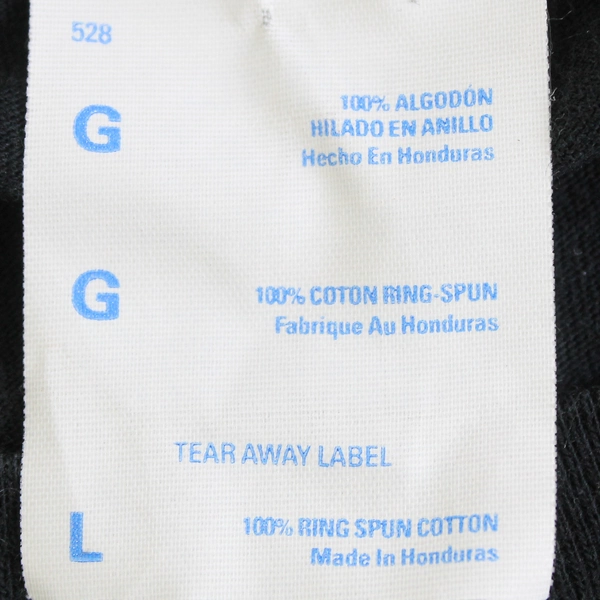 528
G
100% ALGODÓN
HILADO EN ANILLO
Hecho En Honduras
G
100% COTON RING-SPUN
Fabrique Au Honduras
TEAR AWAY LABEL
L
100% RING SPUN COTTON
Made In Honduras